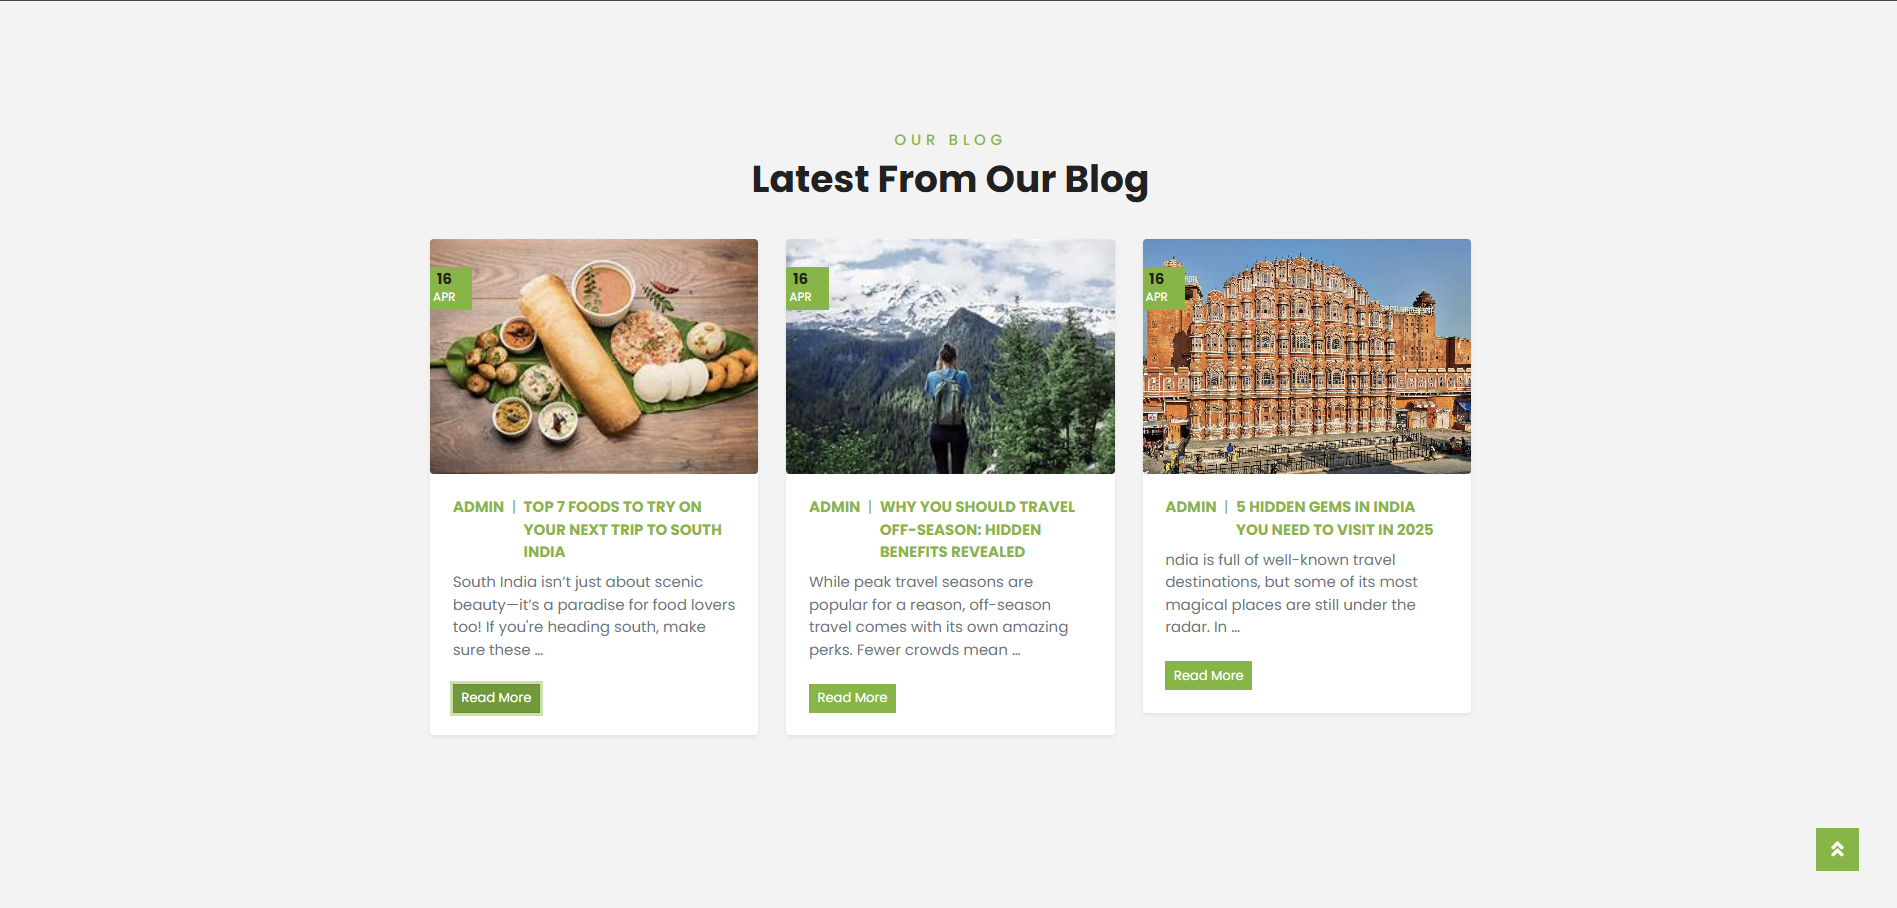 OUR BLOG
Latest From Our Blog
16
APR
ADMIN | TOP 7 FOODS TO TRY ON
YOUR NEXT TRIP TO SOUTH
INDIA
South India isn’t just about scenic
beauty—it’s a paradise for food lovers
too! If you're heading south, make
sure these ...
Read More
16
APR
ADMIN | WHY YOU SHOULD TRAVEL
OFF-SEASON: HIDDEN
BENEFITS REVEALED
While peak travel seasons are
popular for a reason, off-season
travel comes with its own amazing
perks. Fewer crowds mean ...
Read More
16
APR
ADMIN | 5 HIDDEN GEMS IN INDIA
YOU NEED TO VISIT IN 2025
ndia is full of well-known travel
destinations, but some of its most
magical places are still under the
radar. In ...
Read More